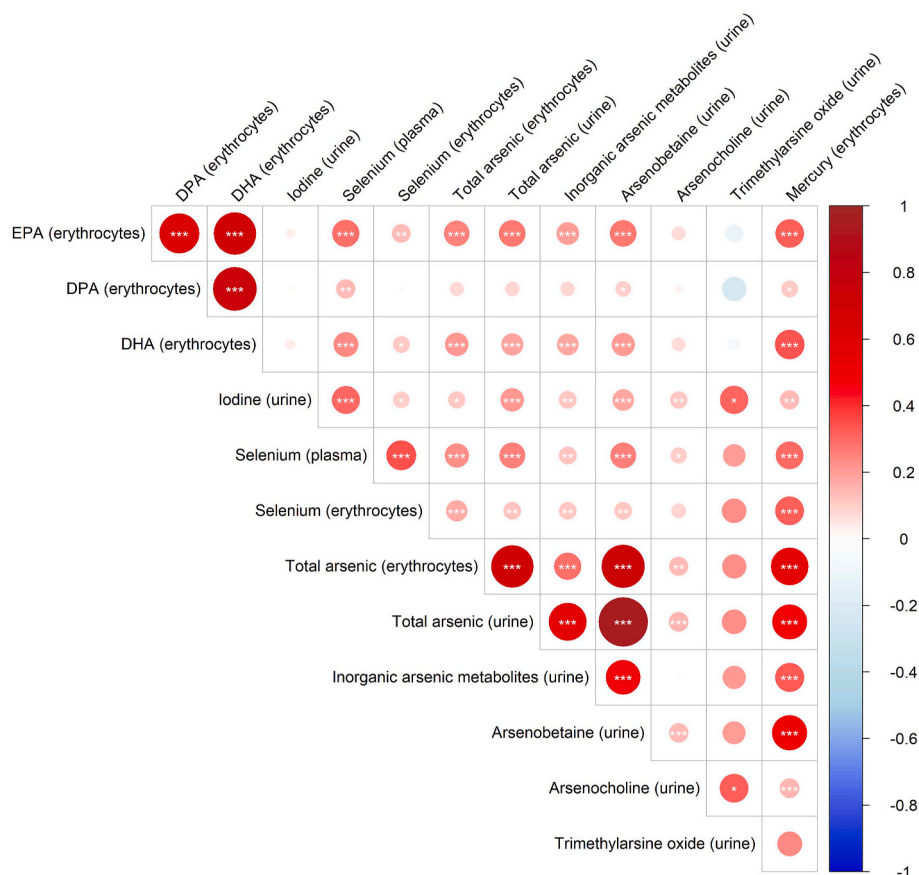 DPA (erythrocytes)
DHA (erythrocytes)
Iodine (urine)
Selenium (plasma)
Selenium (erythrocytes)
Total arsenic (erythrocytes)
Total arsenic (urine)
Inorganic arsenic metabolites (urine)
Arsenobetaine (urine)
Arsenocholine (urine)
Trimethylarsine oxide (urine)
Mercury (erythrocytes)
EPA (erythrocytes) *** *** *** ** *** *** *** *** ***
DPA (erythrocytes) *** ** * *
DHA (erythrocytes) *** * *** *** *** *** ***
Iodine (urine) *** * * *** ** *** ** * **
Selenium (plasma) *** *** *** ** *** * ***
Selenium (erythrocytes) *** ** ** ** ***
Total arsenic (erythrocytes) *** *** *** ** ***
Total arsenic (urine) *** *** *** ***
Inorganic arsenic metabolites (urine) *** ***
Arsenobetaine (urine) *** ***
Arsenocholine (urine) * ***
Trimethylarsine oxide (urine)
1
0.8
0.6
0.4
0.2
0
-0.2
-0.4
-0.6
-0.8
-1